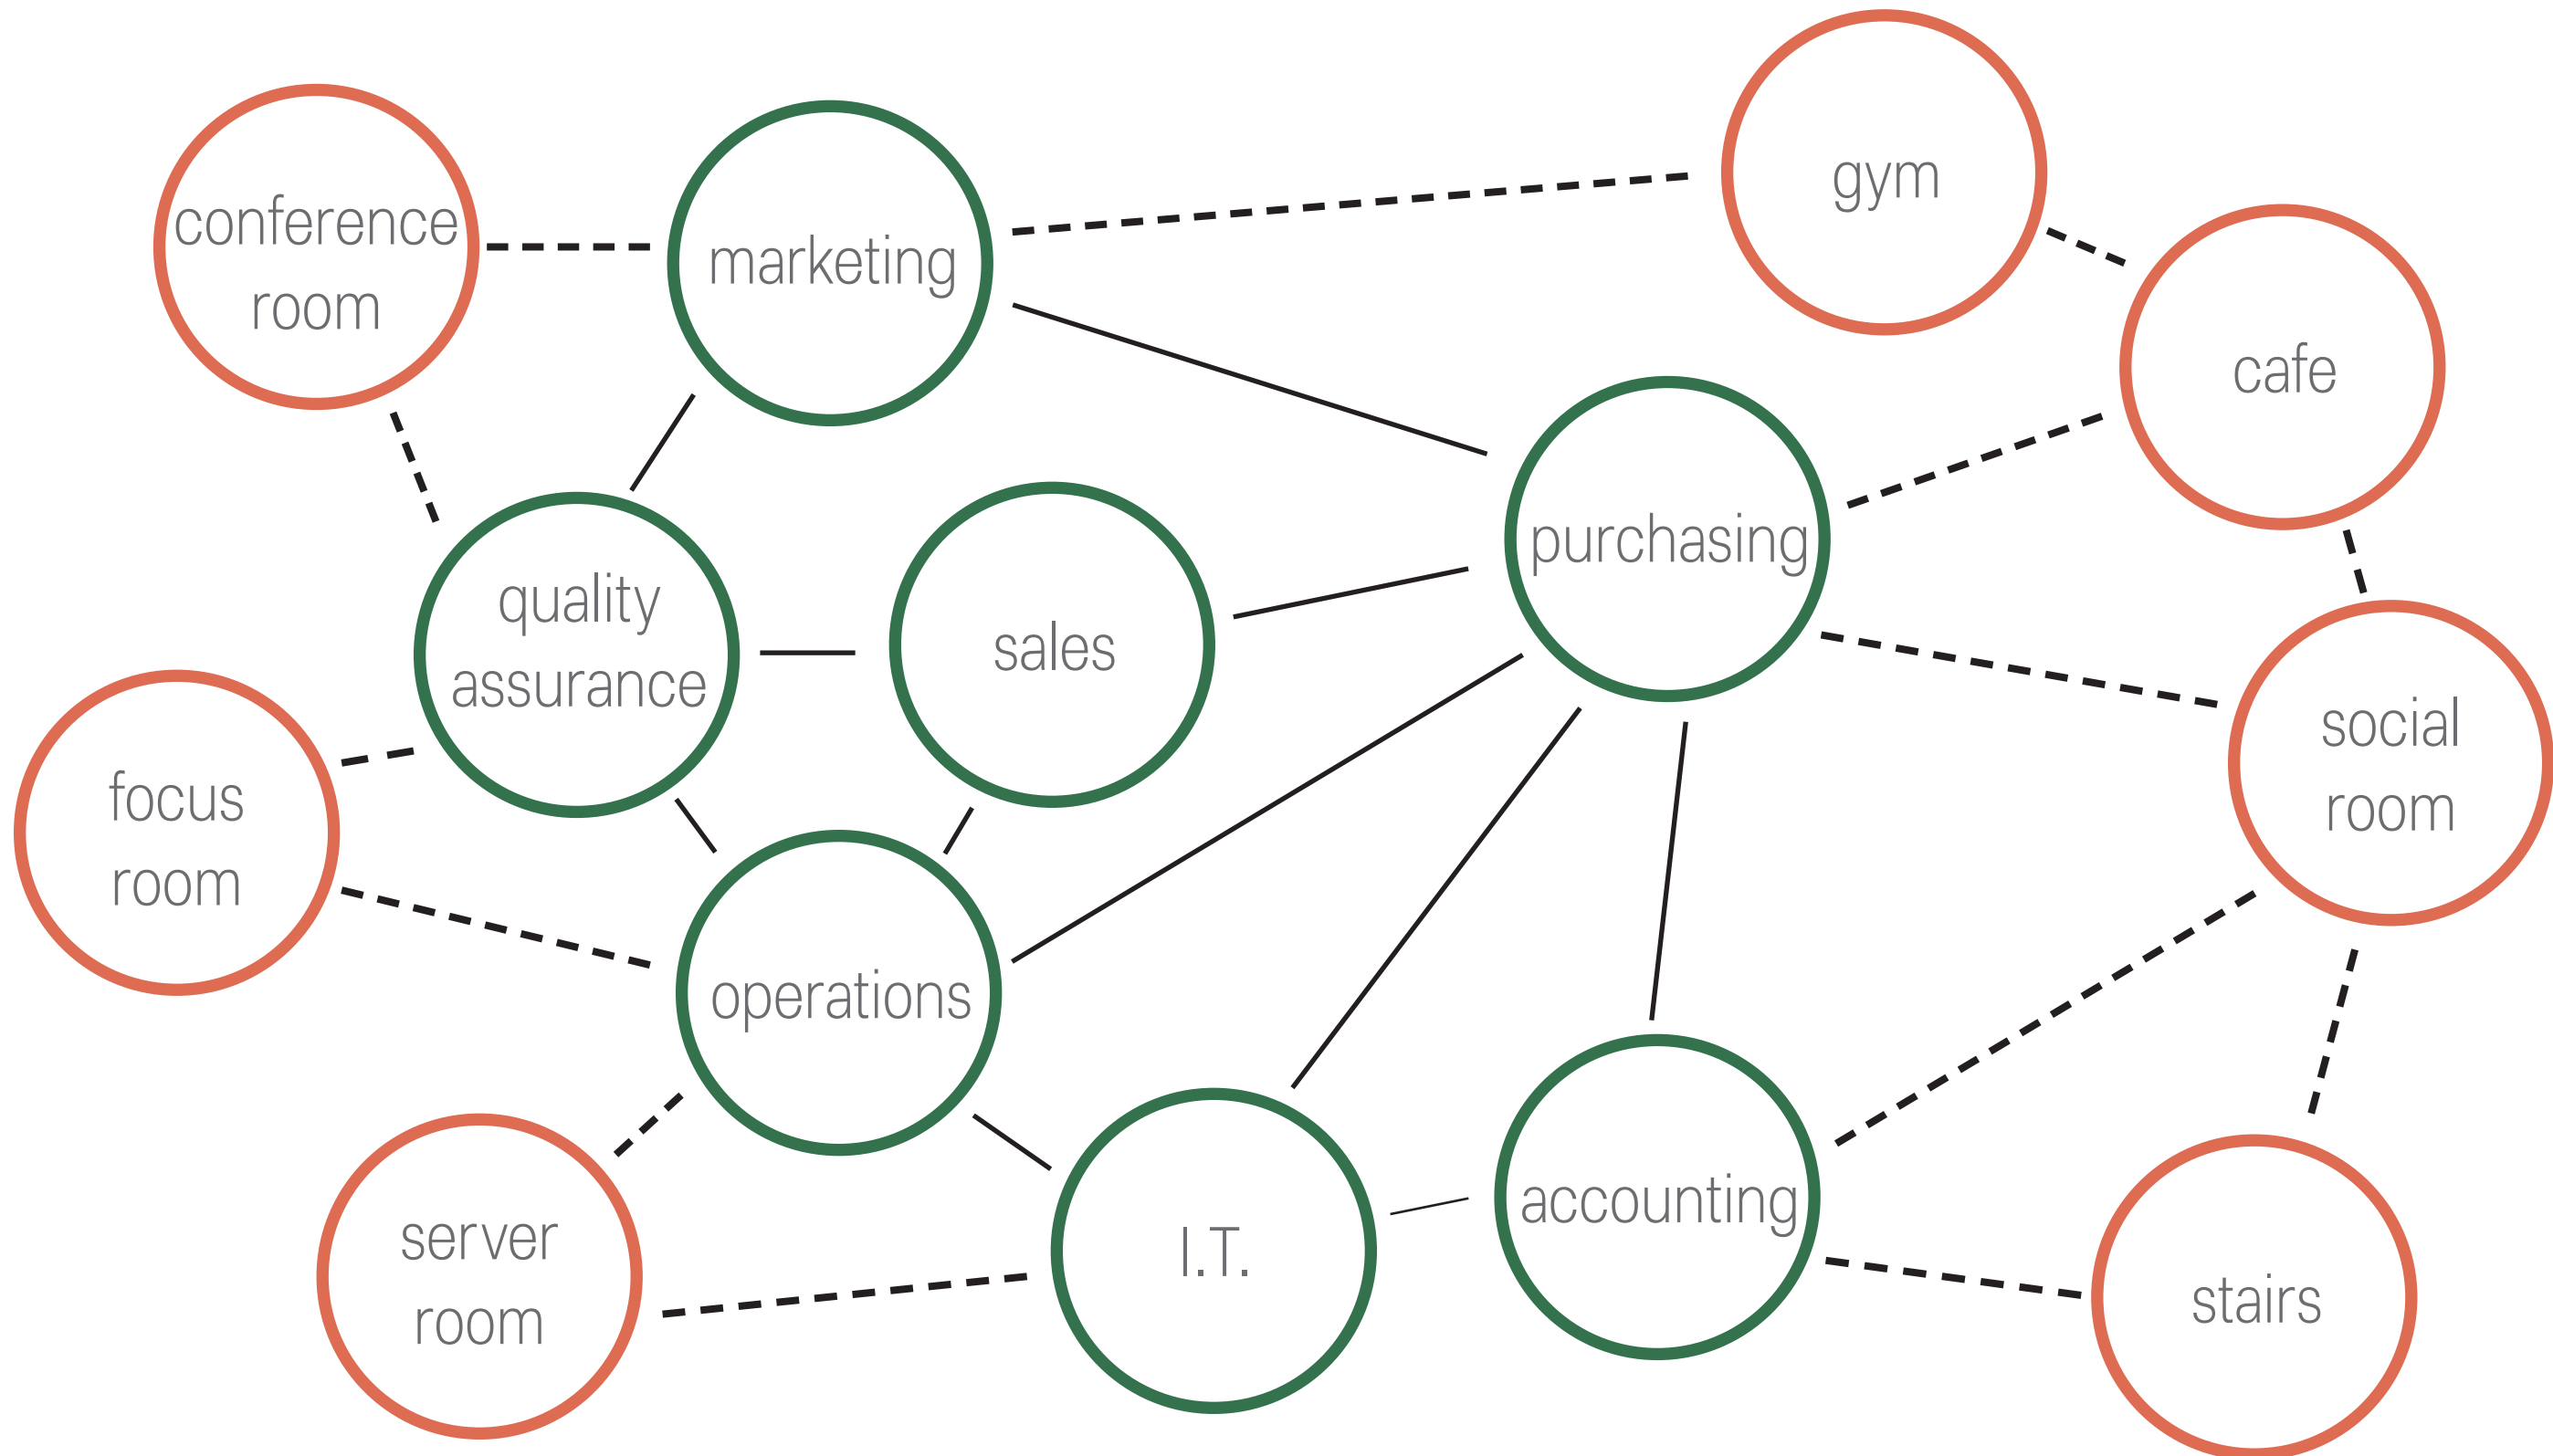 gym
conference
room
marketing
cafe
purchasing
quality
assurance
sales
social
room
focus
room
operations
accounting
server
room
I.T.
stairs